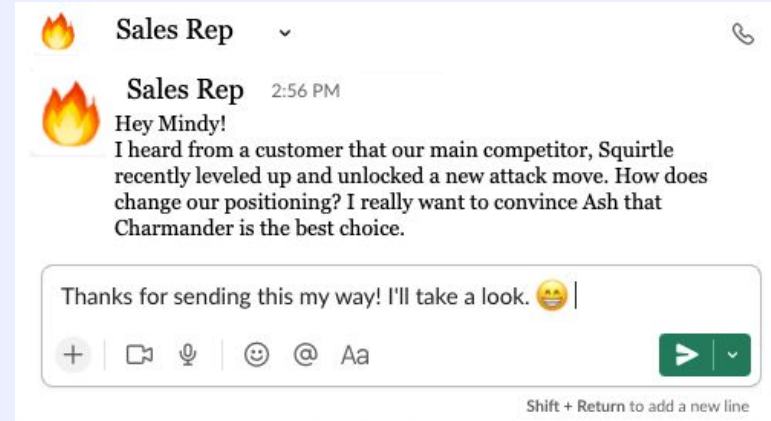 Sales Rep
Sales Rep 2:56 PM
Hey Mindy!
I heard from a customer that our main competitor, Squirtle
recently leveled up and unlocked a new attack move. How does
change our positioning? I really want to convince Ash that
Charmander is the best choice.
Thanks for sending this my way! I'll take a look. 😁
Aa
Shift + Return to add a new line